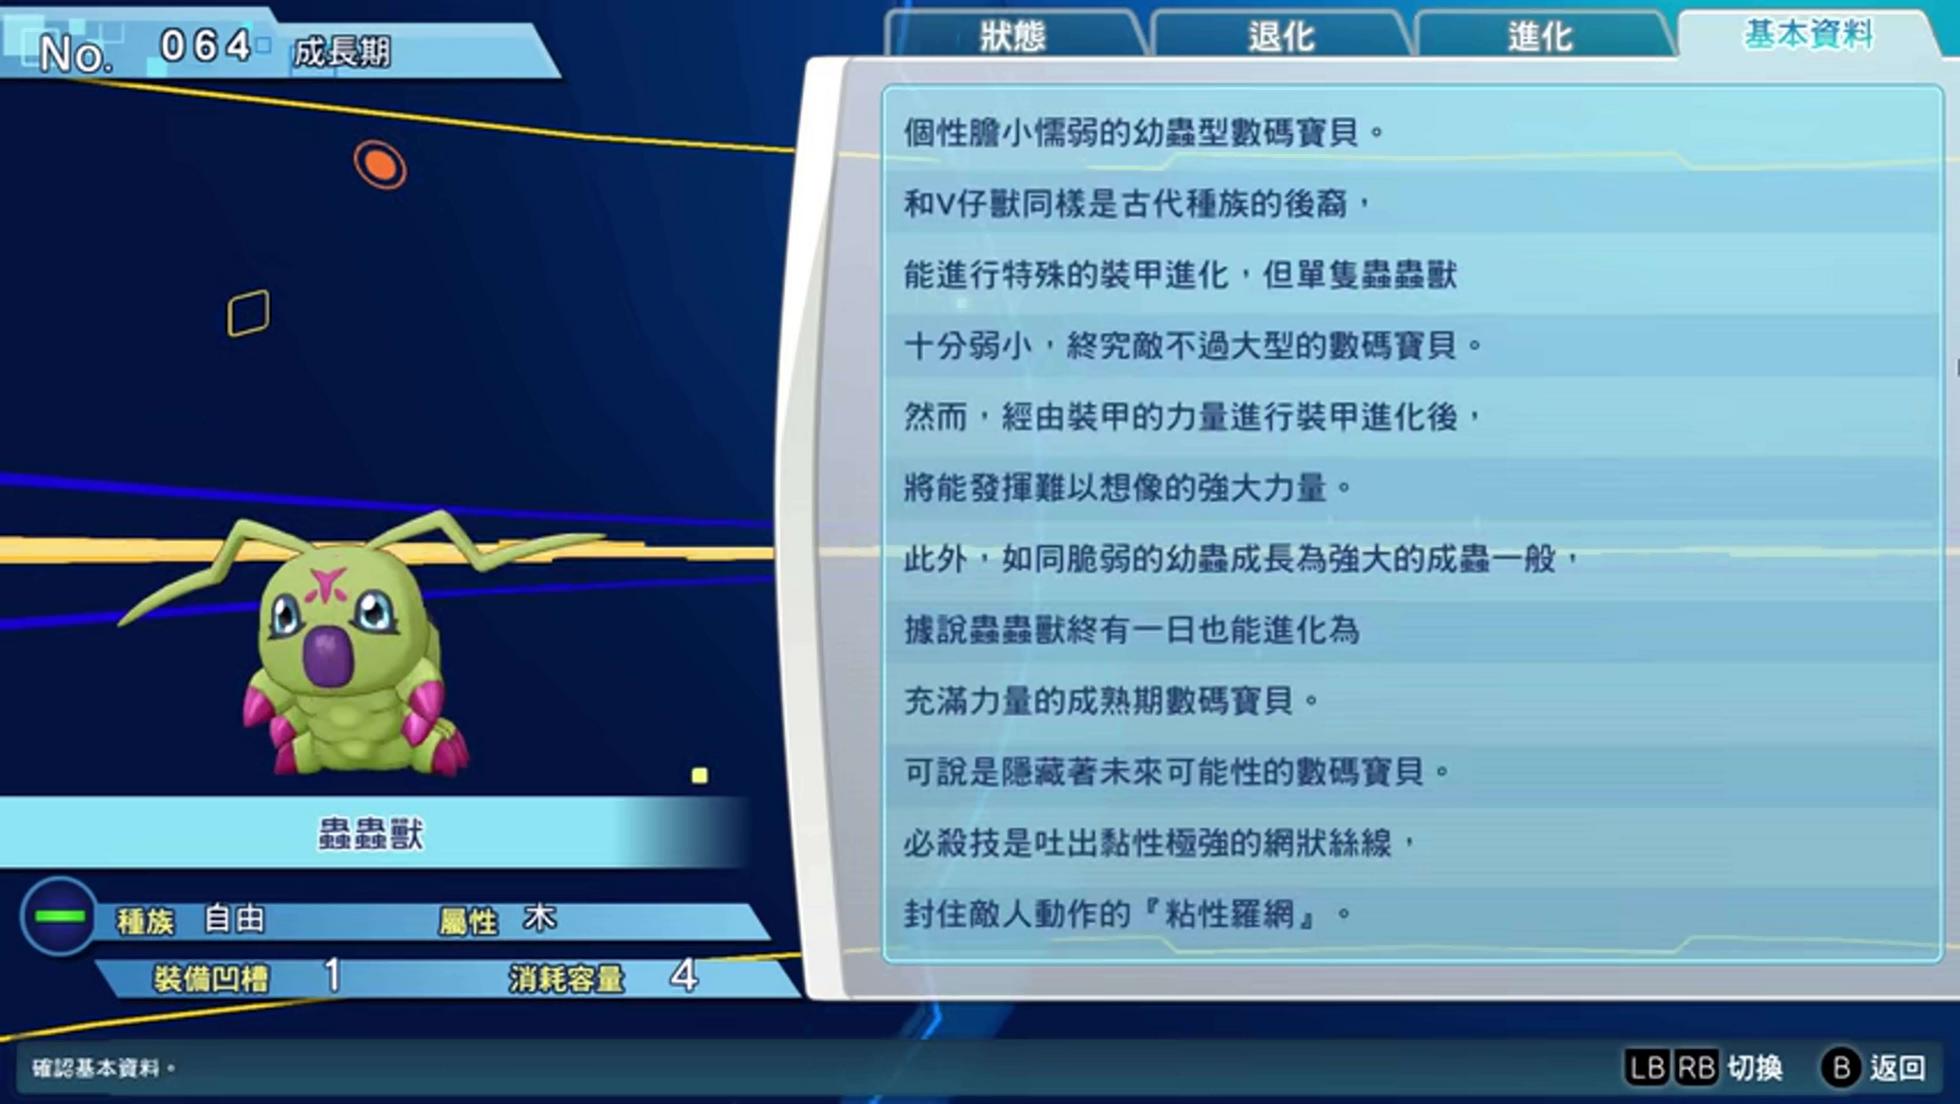 No. 064 成長期
狀態 退化 進化 基本資料
個性膽小懦弱的幼蟲型數碼寶貝。
和V仔獸同樣是古代種族的後裔，
能進行特殊的裝甲進化，但單隻蟲蟲獸
十分弱小，終究敵不過大型的數碼寶貝。
然而，經由裝甲的力量進行裝甲進化後，
將能發揮難以想像的強大力量。
此外，如同脆弱的幼蟲成長為強大的成蟲一般，
據說蟲蟲獸終有一日也能進化為
充滿力量的成熟期數碼寶貝。
可說是隱藏著未來可能性的數碼寶貝。
必殺技是吐出黏性極強的網狀絲線，
封住敵人動作的『粘性羅網』。
蟲蟲獸
種族 自由 屬性 木
裝備凹槽 1 消耗容量 4
確認基本資料。
LB RB 切換 B 返回